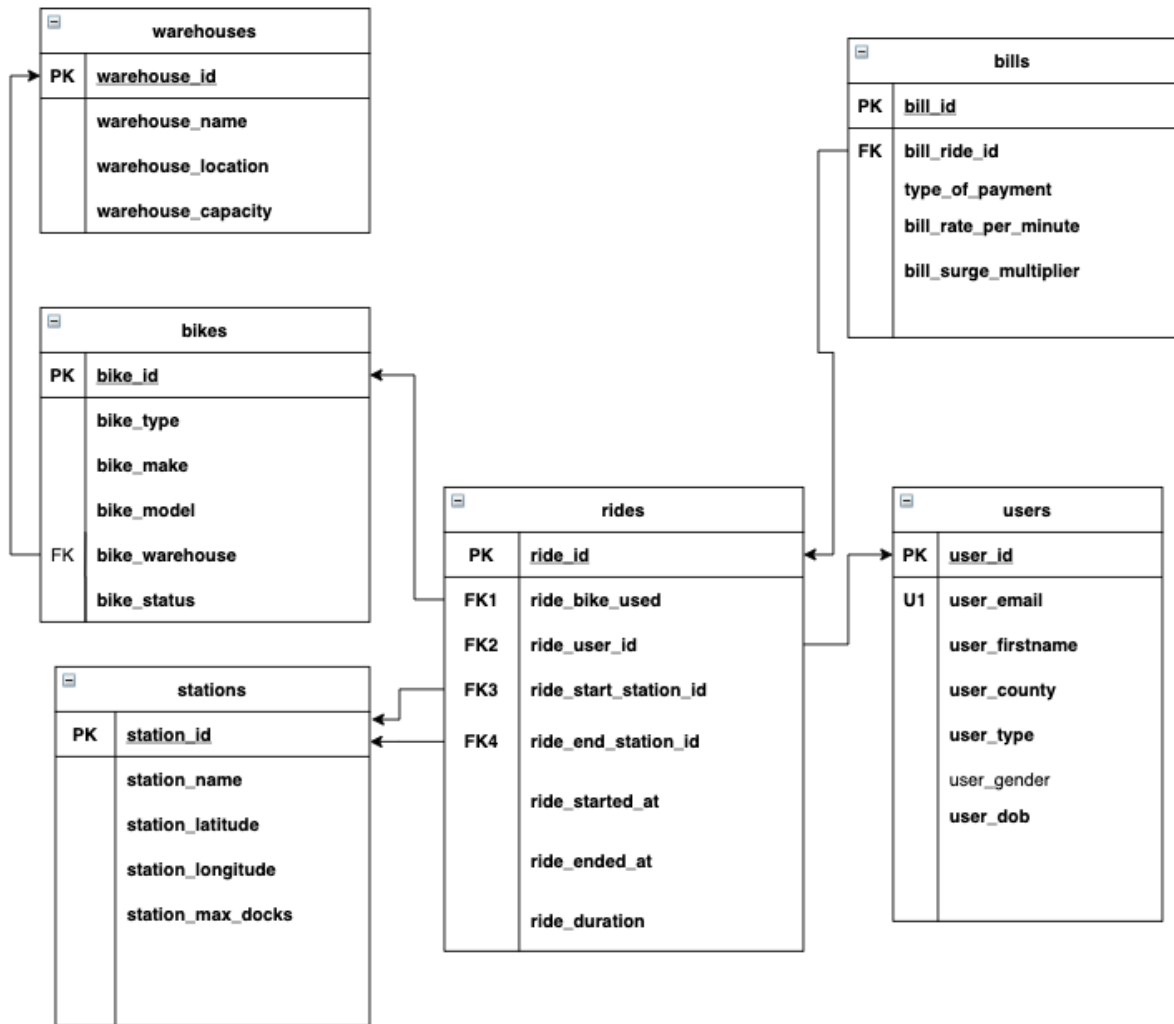 warehouses
PK warehouse_id
warehouse_name
warehouse_location
warehouse_capacity
bills
PK bill_id
FK bill_ride_id
type_of_payment
bill_rate_per_minute
bill_surge_multiplier
bikes
PK bike_id
bike_type
bike_make
bike_model
FK bike_warehouse
bike_status
rides
PK ride_id
FK1 ride_bike_used
FK2 ride_user_id
FK3 ride_start_station_id
FK4 ride_end_station_id
ride_started_at
ride_ended_at
ride_duration
users
PK user_id
U1 user_email
user_firstname
user_county
user_type
user_gender
user_dob
stations
PK station_id
station_name
station_latitude
station_longitude
station_max_docks